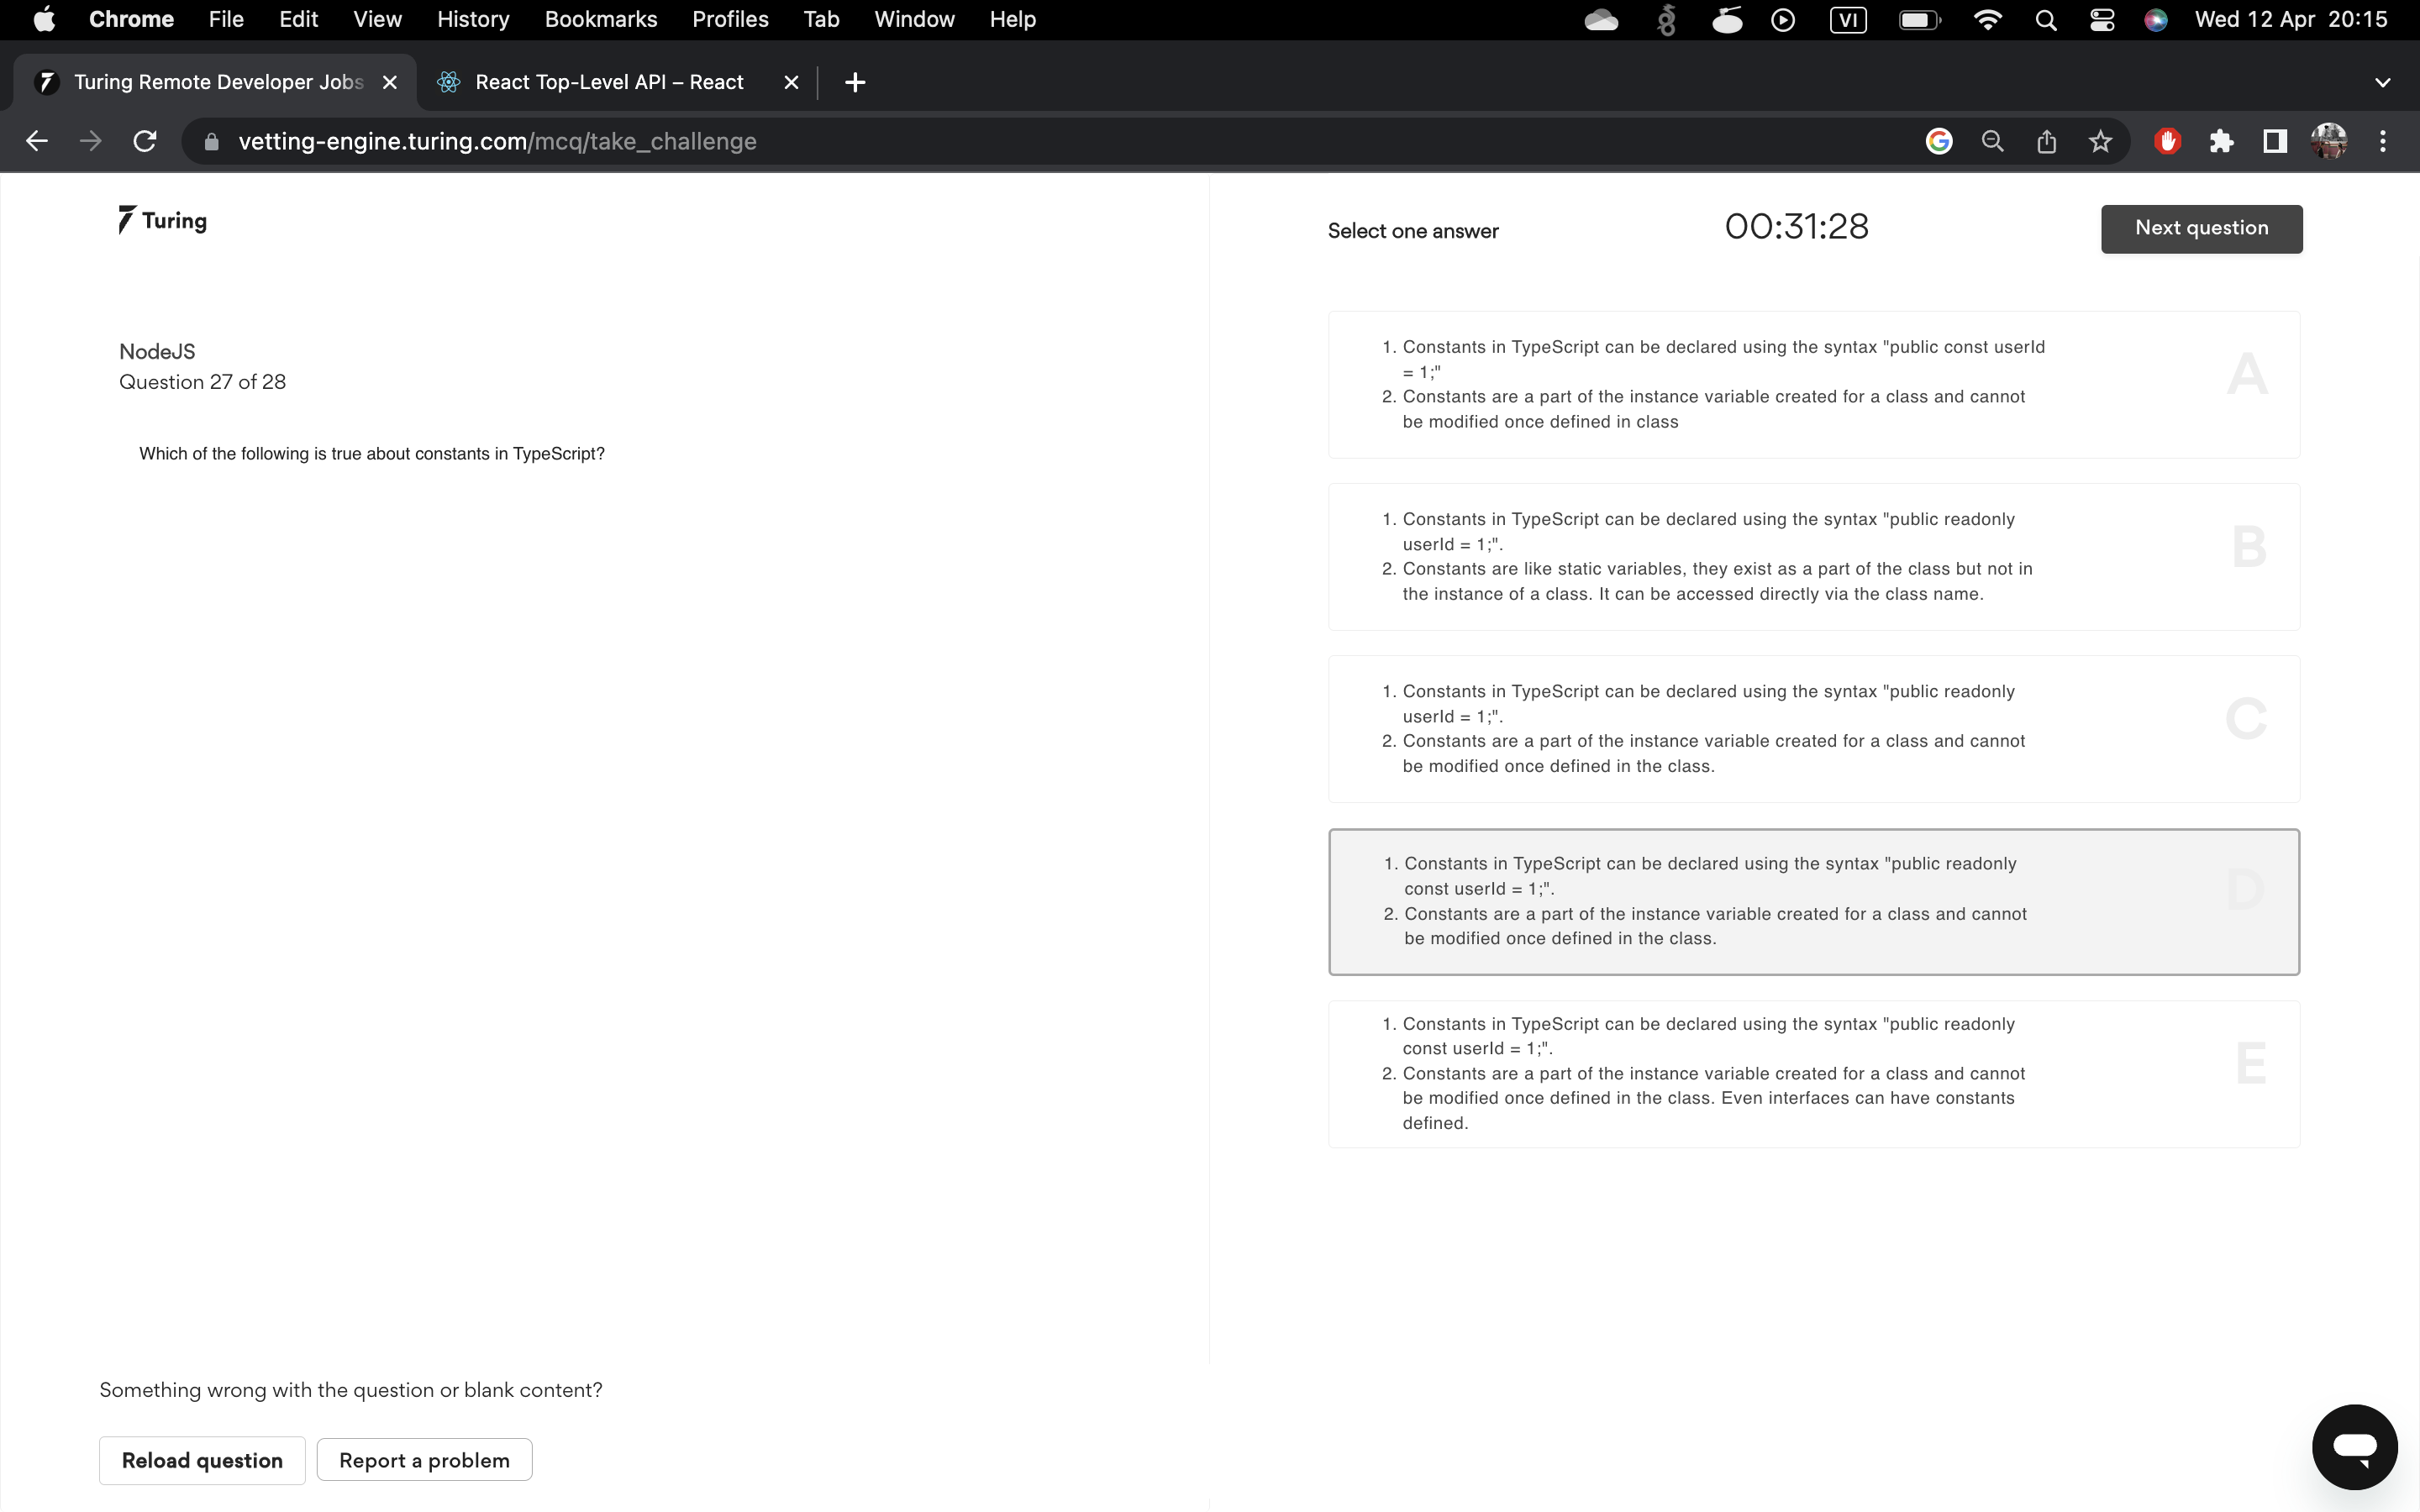 Chrome File Edit View History Bookmarks Profiles Tab Window Help VI Wed 12 Apr 20:15
Turing Remote Developer Jobs React Top-Level API – React
vetting-engine.turing.com/mcq/take_challenge
Turing
Select one answer
00:31:28
Next question
NodeJS
Question 27 of 28
Which of the following is true about constants in TypeScript?
1. Constants in TypeScript can be declared using the syntax "public const userId
= 1;"
2. Constants are a part of the instance variable created for a class and cannot
be modified once defined in class
A
1. Constants in TypeScript can be declared using the syntax "public readonly
userId = 1;".
2. Constants are like static variables, they exist as a part of the class but not in
the instance of a class. It can be accessed directly via the class name.
B
1. Constants in TypeScript can be declared using the syntax "public readonly
userId = 1;".
2. Constants are a part of the instance variable created for a class and cannot
be modified once defined in the class.
C
1. Constants in TypeScript can be declared using the syntax "public readonly
const userId = 1;".
2. Constants are a part of the instance variable created for a class and cannot
be modified once defined in the class.
D
1. Constants in TypeScript can be declared using the syntax "public readonly
const userId = 1;".
2. Constants are a part of the instance variable created for a class and cannot
be modified once defined in the class. Even interfaces can have constants
defined.
E
Something wrong with the question or blank content?
Reload question
Report a problem